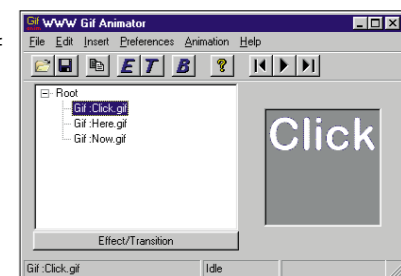 Gif WWW Gif Animator
File Edit Insert Preferences Animation Help
E T B ?
Root
Gif :Click.gif
Gif :Here.gif
Gif :Now.gif
Click
Effect/Transition
Gif :Click.gif Idle